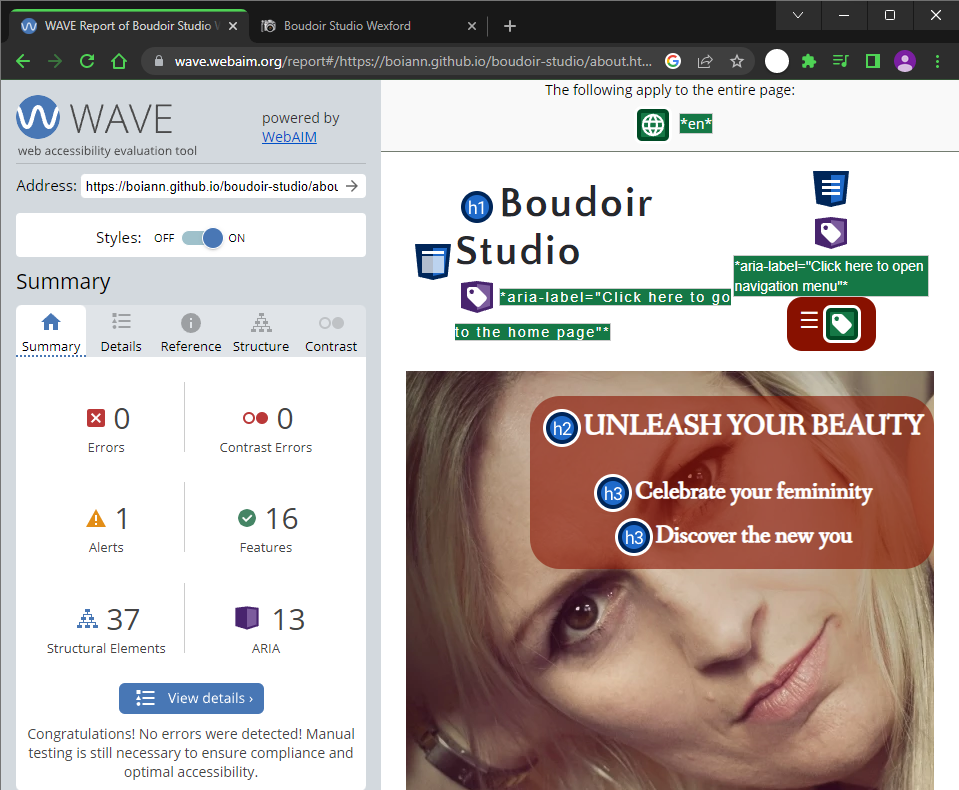 WAVE Report of Boudoir Studio
Boudoir Studio Wexford
wave.webaim.org/report#/https://boiann.github.io/boudoir-studio/about.ht...
WAVE
web accessibility evaluation tool
powered by
WebAIM
Address: https://boiann.github.io/boudoir-studio/abou
Styles: OFF ON
Summary
Summary Details Reference Structure Contrast
0 0
Errors Contrast Errors
1 16
Alerts Features
37 13
Structural Elements ARIA
View details ›
Congratulations! No errors were detected! Manual
testing is still necessary to ensure compliance and
optimal accessibility.
The following apply to the entire page:
*en*
h1 Boudoir
Studio
*aria-label="Click here to go
to the home page"*
*aria-label="Click here to open
navigation menu"*
h2 UNLEASH YOUR BEAUTY
h3 Celebrate your femininity
h3 Discover the new you